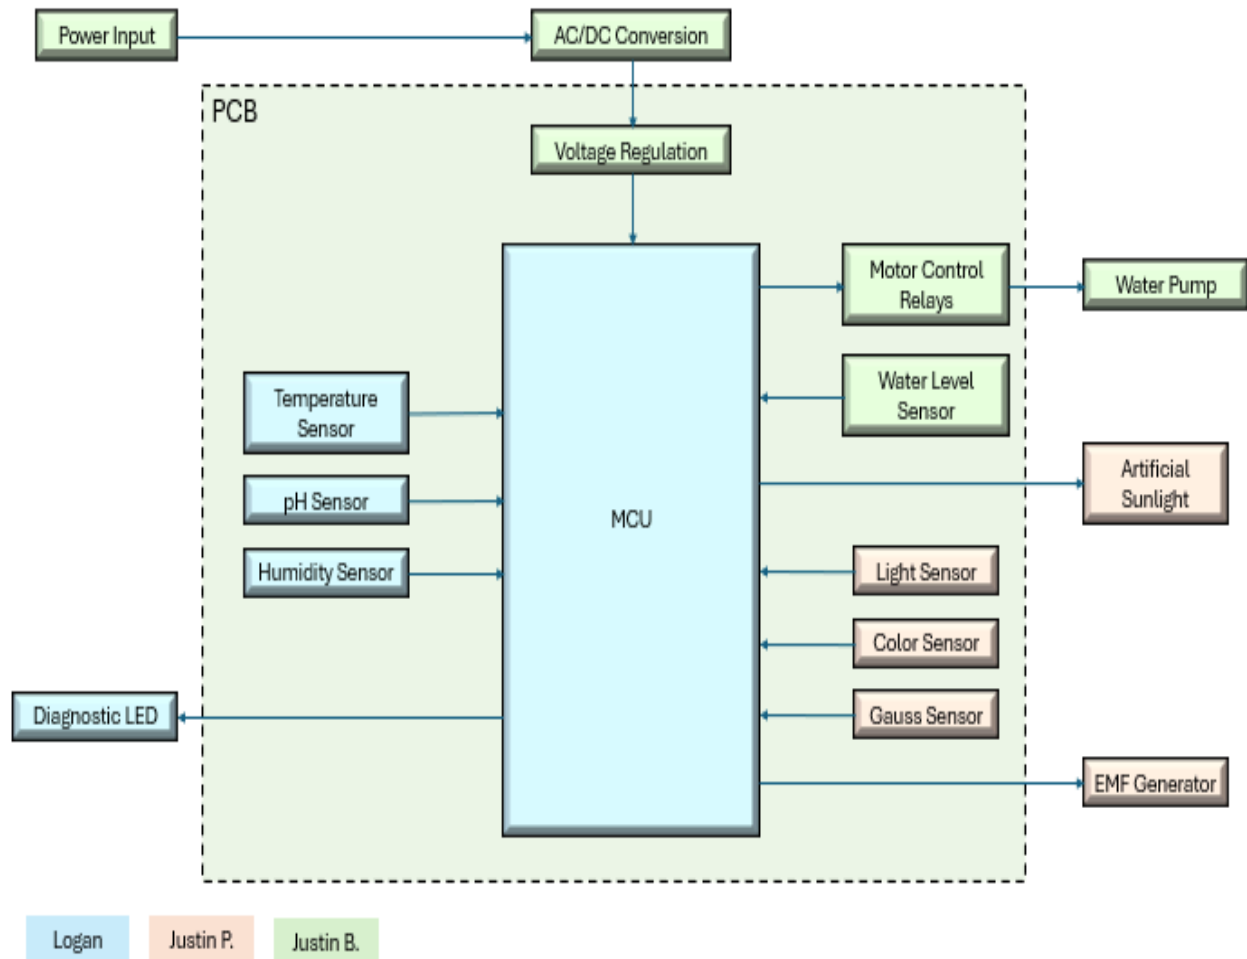 Power Input
AC/DC Conversion
PCB
Voltage Regulation
Motor Control
Relays
Water Pump
Water Level
Sensor
Temperature
Sensor
Artificial
Sunlight
pH Sensor
MCU
Humidity Sensor
Light Sensor
Color Sensor
Diagnostic LED
Gauss Sensor
EMF Generator
Logan
Justin P.
Justin B.